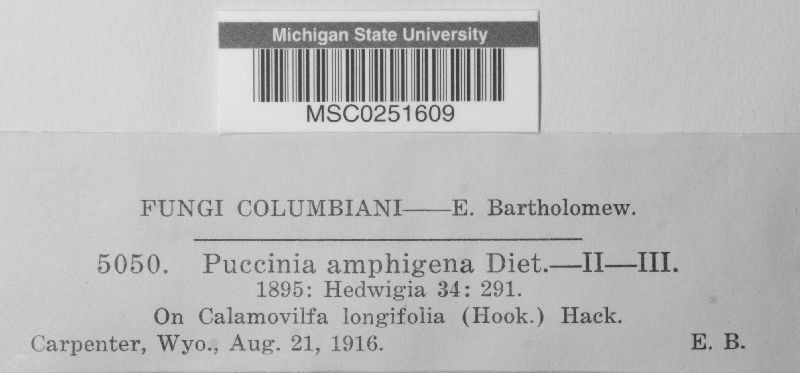 Michigan State University
MSC0251609
FUNGI COLUMBIANI——E. Bartholomew.
5050. Puccinia amphigena Diet.—II—III.
1895: Hedwigia 34: 291.
On Calamovilfa longifolia (Hook.) Hack.
Carpenter, Wyo., Aug. 21, 1916. E. B.